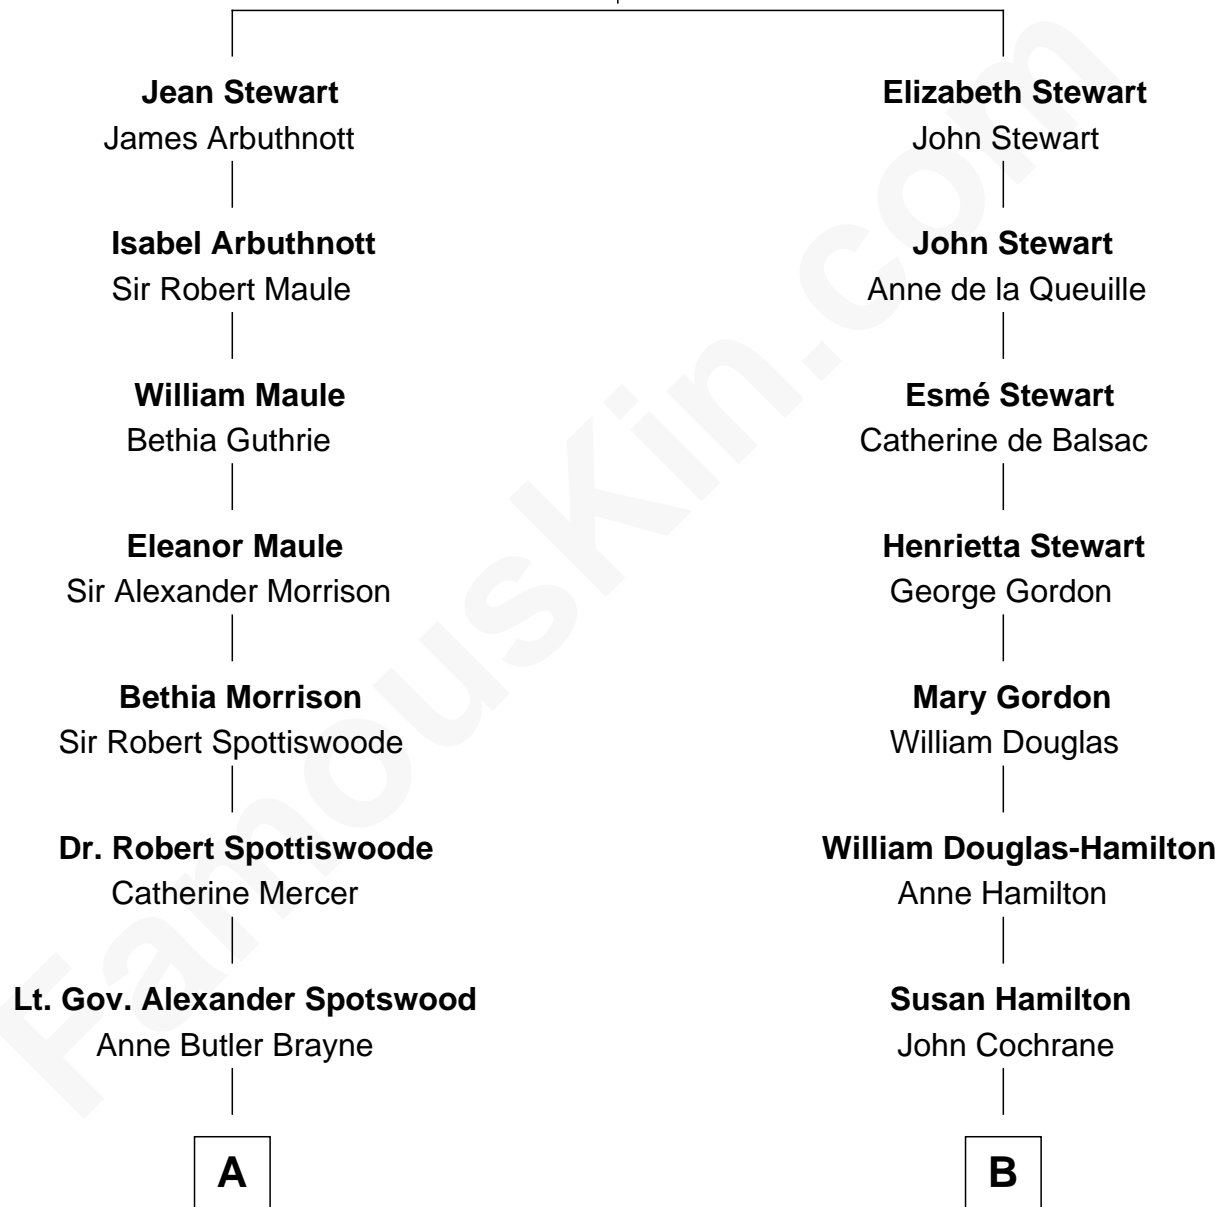 Jean Stewart
James Arbuthnott
Isabel Arbuthnott
Sir Robert Maule
William Maule
Bethia Guthrie
Eleanor Maule
Sir Alexander Morrison
Bethia Morrison
Sir Robert Spottiswoode
Dr. Robert Spottiswoode
Catherine Mercer
Lt. Gov. Alexander Spotswood
Anne Butler Brayne
A
Elizabeth Stewart
John Stewart
John Stewart
Anne de la Queuille
Esmé Stewart
Catherine de Balsac
Henrietta Stewart
George Gordon
Mary Gordon
William Douglas
William Douglas-Hamilton
Anne Hamilton
Susan Hamilton
John Cochrane
B
FamousKin.com